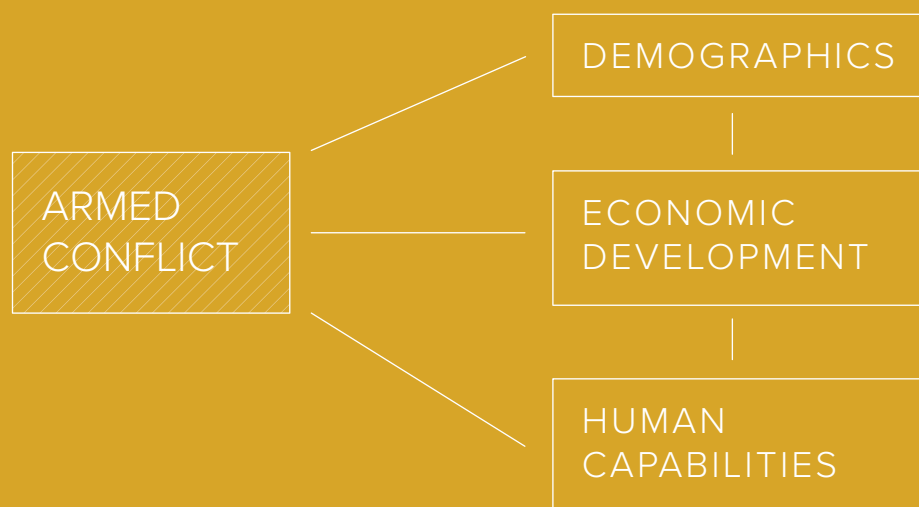 DEMOGRAPHICS
ARMED
CONFLICT
ECONOMIC
DEVELOPMENT
HUMAN
CAPABILITIES